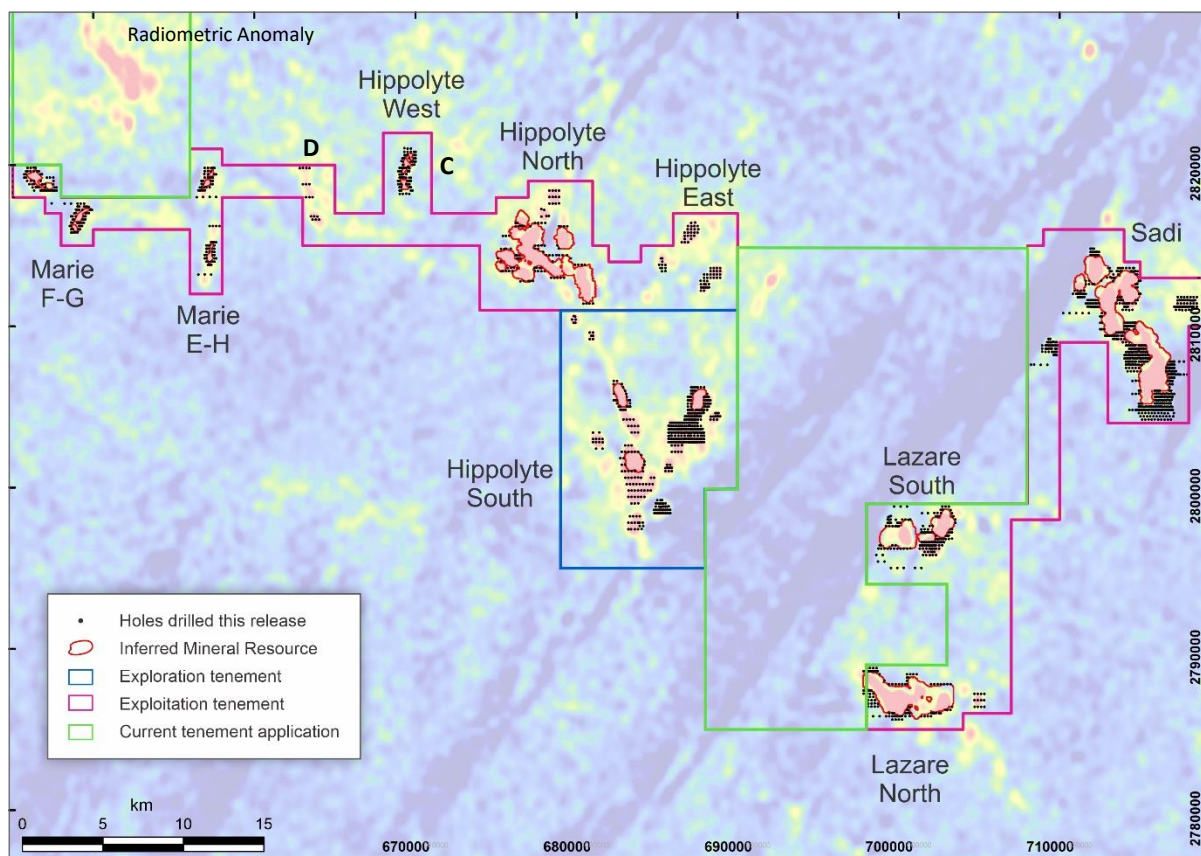 Radiometric Anomaly
Hippolyte
West
Hippolyte
North
D
C
Hippolyte
East
2820000
Sadi
Marie
F-G
Marie
E-H
2810000
Hippolyte
South
Lazare
South
2800000
Holes drilled this release
Inferred Mineral Resource
Exploration tenement
Exploitation tenement
Current tenement application
2790000
Lazare
North
km
0 5 10 15
670000 680000 690000 700000 710000
2780000